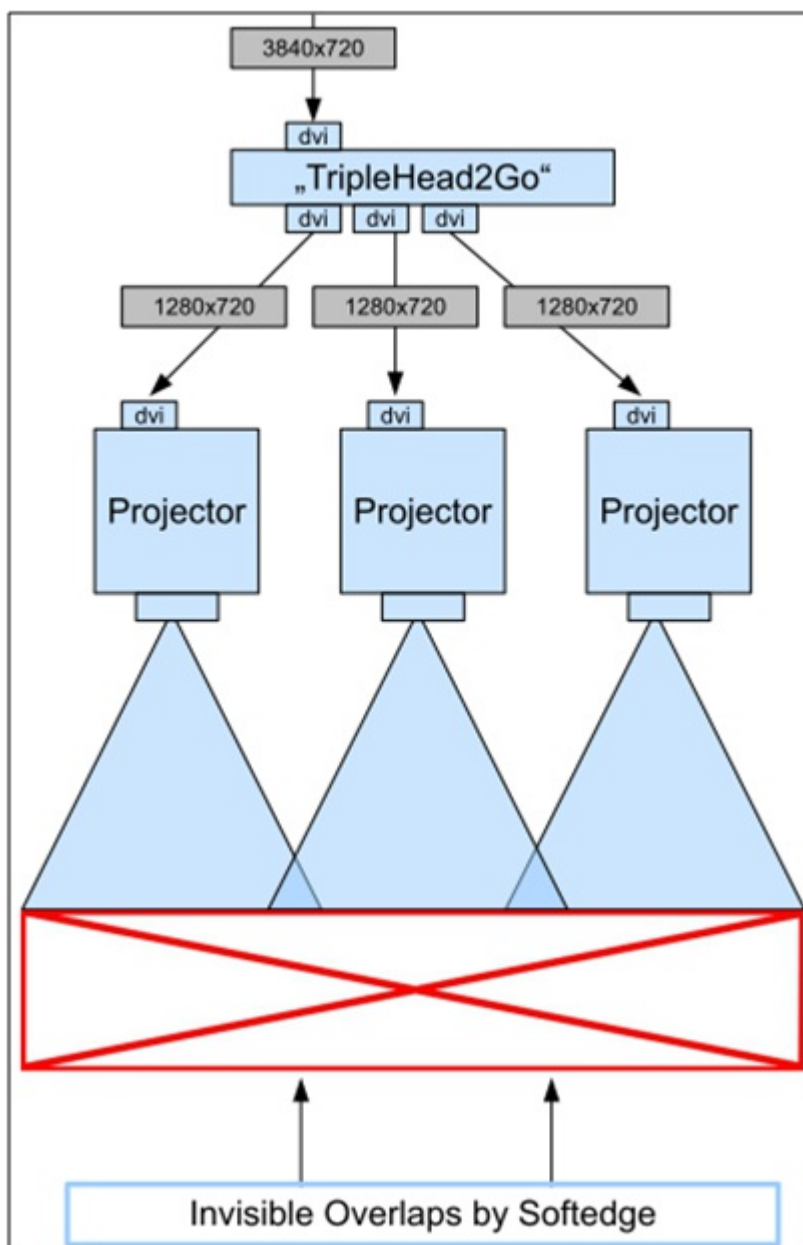 3840x720
dvi
„TripleHead2Go“
dvi dvi dvi
1280x720 1280x720 1280x720
dvi dvi dvi
Projector Projector Projector
Invisible Overlaps by Softedge